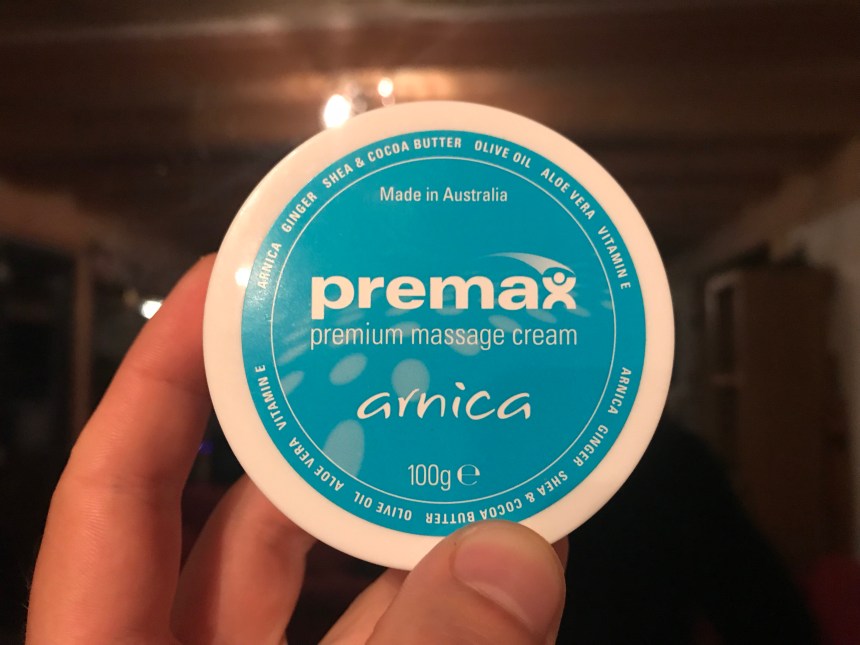 ARNICA GINGER SHEA & COCOA BUTTER OLIVE OIL ALOE VERA VITAMIN E
Made in Australia
premax
premium massage cream
arnica
100g ℮
ARNICA GINGER SHEA & COCOA BUTTER OLIVE OIL ALOE VERA VITAMIN E